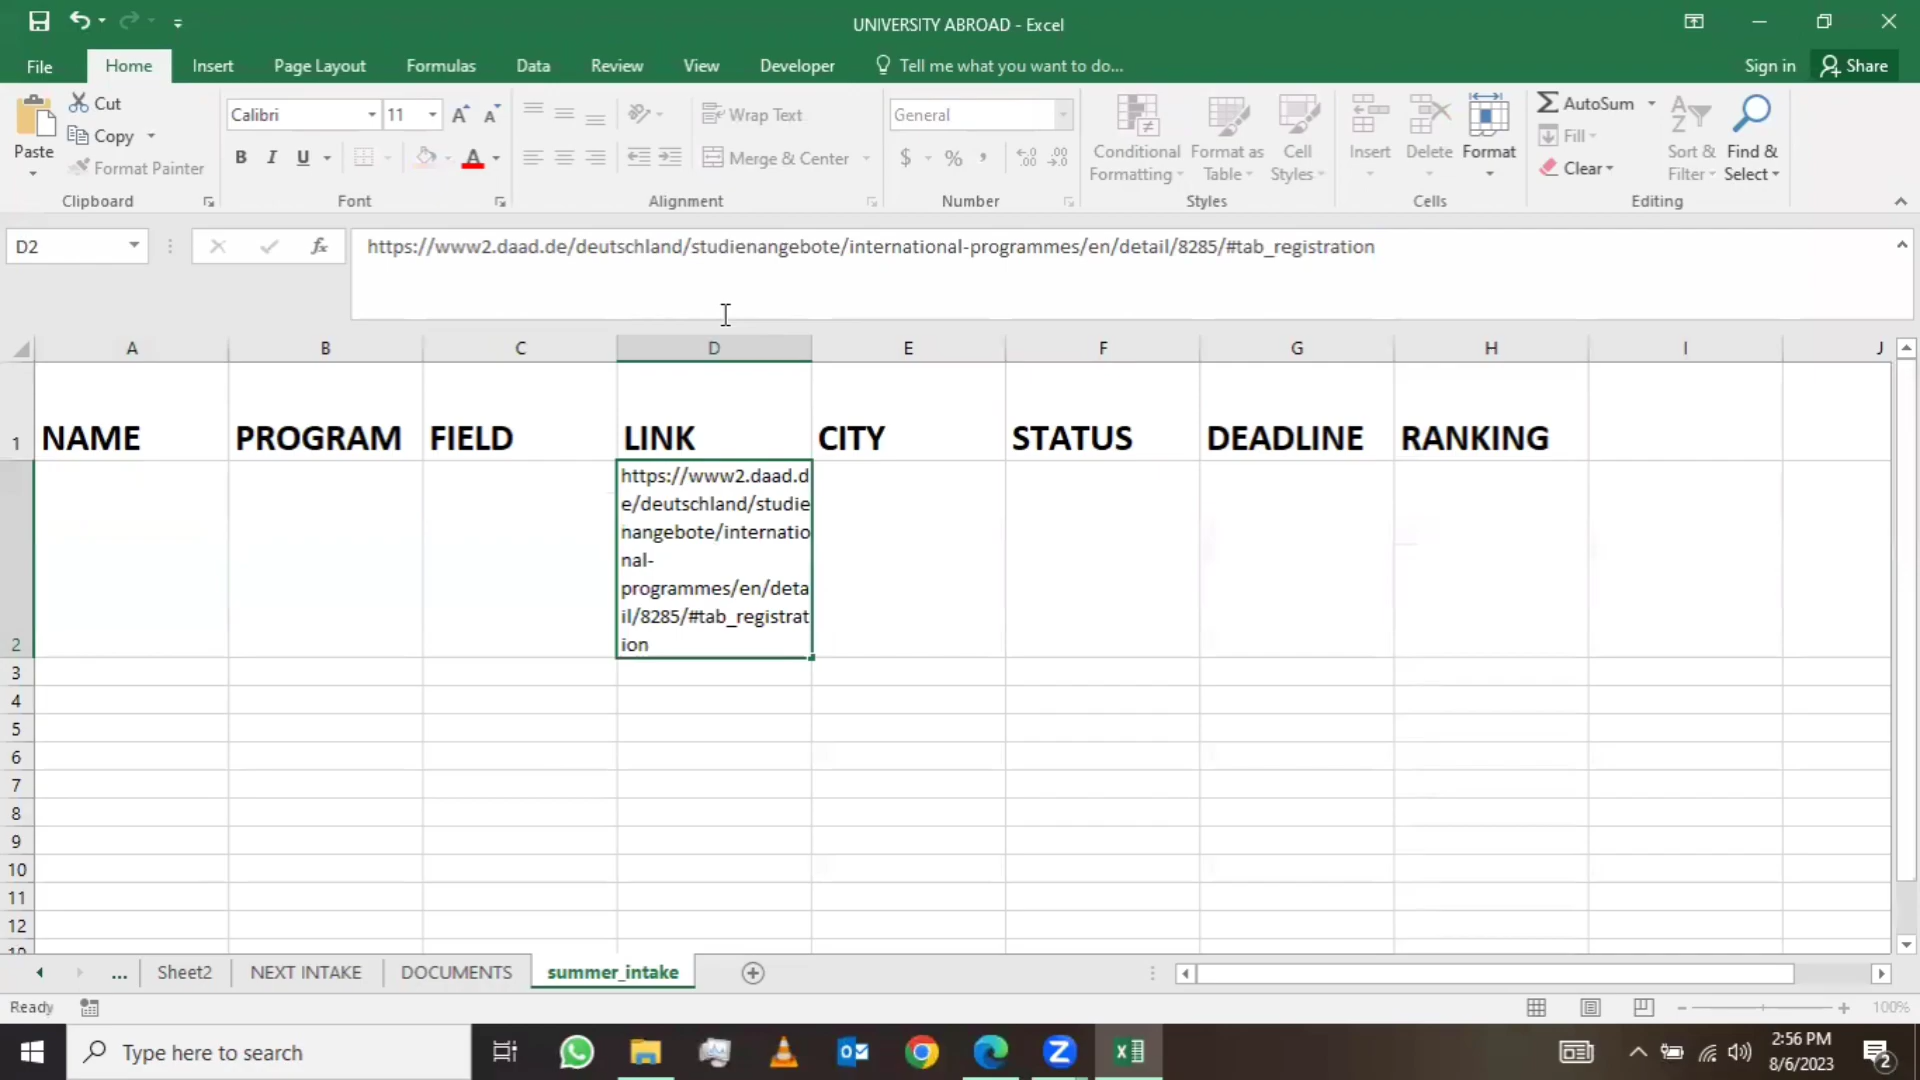 UNIVERSITY ABROAD - Excel
File Home Insert Page Layout Formulas Data Review View Developer Tell me what you want to do... Sign in Share
Cut
Copy
Format Painter
Paste
Clipboard
Calibri 11
B I U
Font
Wrap Text
Merge & Center
Alignment
General
$ % ,
Number
Conditional Formatting
Format as Table
Cell Styles
Styles
Insert Delete Format
Cells
AutoSum
Fill
Clear
Sort & Filter
Find & Select
Editing
D2 fx https://www2.daad.de/deutschland/studienangebote/international-programmes/en/detail/8285/#tab_registration
A B C D E F G H I J
1 NAME PROGRAM FIELD LINK CITY STATUS DEADLINE RANKING
https://www2.daad.d
e/deutschland/studie
nangebote/internatio
nal-
programmes/en/deta
il/8285/#tab_registrat
2 ion
3
4
5
6
7
8
9
10
11
12
... Sheet2 NEXT INTAKE DOCUMENTS summer_intake
Ready 100%
Type here to search
2:56 PM
8/6/2023
2